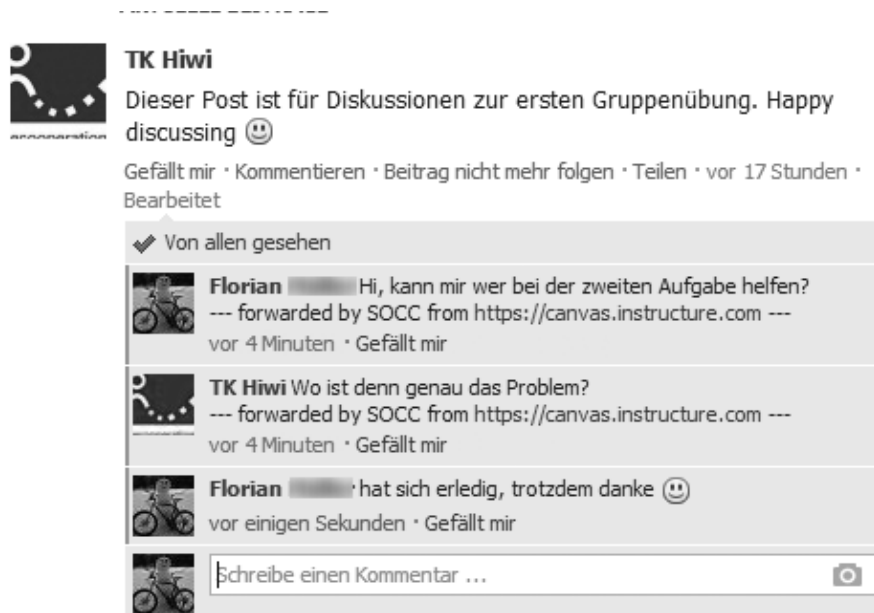 TK Hiwi
Dieser Post ist für Diskussionen zur ersten Gruppenübung. Happy
discussing
Gefällt mir · Kommentieren · Beitrag nicht mehr folgen · Teilen · vor 17 Stunden ·
Bearbeitet
Von allen gesehen
Florian Hi, kann mir wer bei der zweiten Aufgabe helfen?
--- forwarded by SOCC from https://canvas.instructure.com ---
vor 4 Minuten · Gefällt mir
TK Hiwi Wo ist denn genau das Problem?
--- forwarded by SOCC from https://canvas.instructure.com ---
vor 4 Minuten · Gefällt mir
Florian hat sich erledig, trotzdem danke
vor einigen Sekunden · Gefällt mir
Schreibe einen Kommentar ...